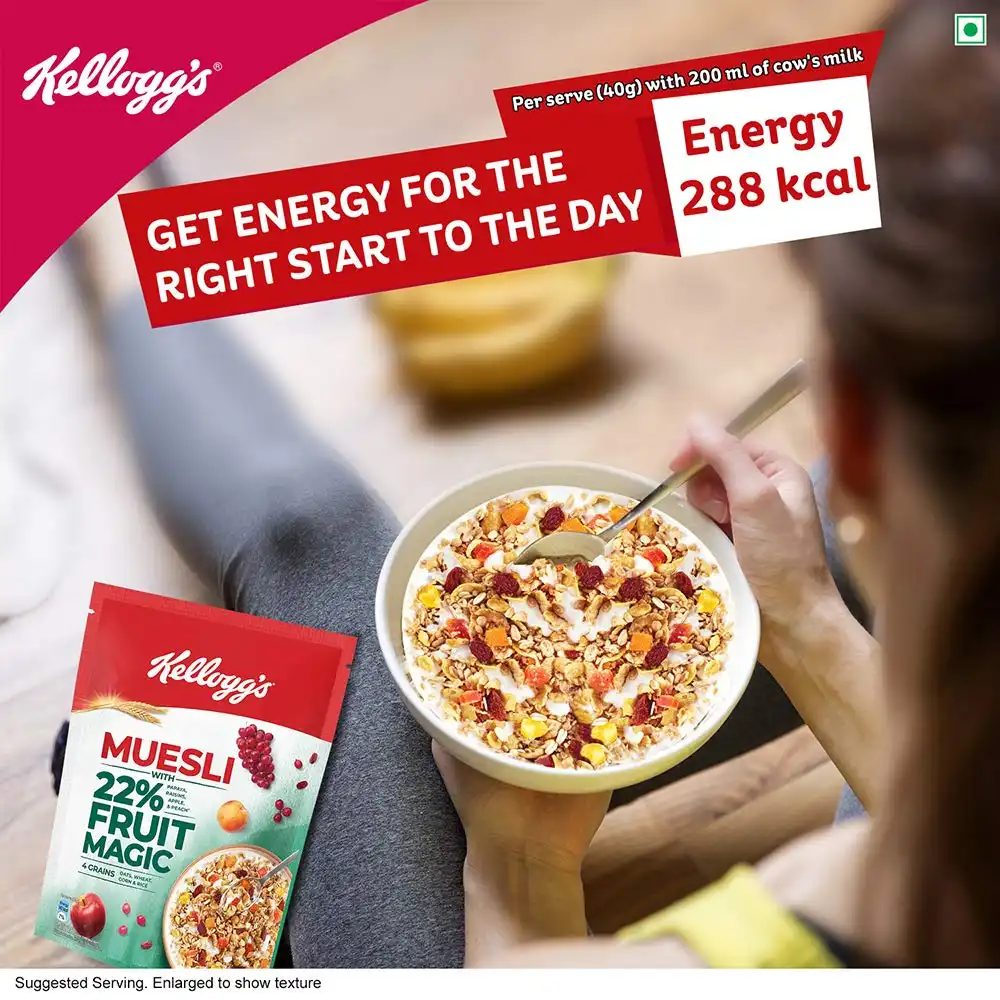 Kellogg's®
Per serve (40g) with 200 ml of cow's milk
Energy
288 kcal
GET ENERGY FOR THE
RIGHT START TO THE DAY
Kellogg's
MUESLI
WITH
22%
PAPAYA,
RAISINS,
APPLE,
& PEACH
FRUIT
MAGIC
4 GRAINS
OATS, WHEAT,
CORN & RICE
Suggested Serving. Enlarged to show texture